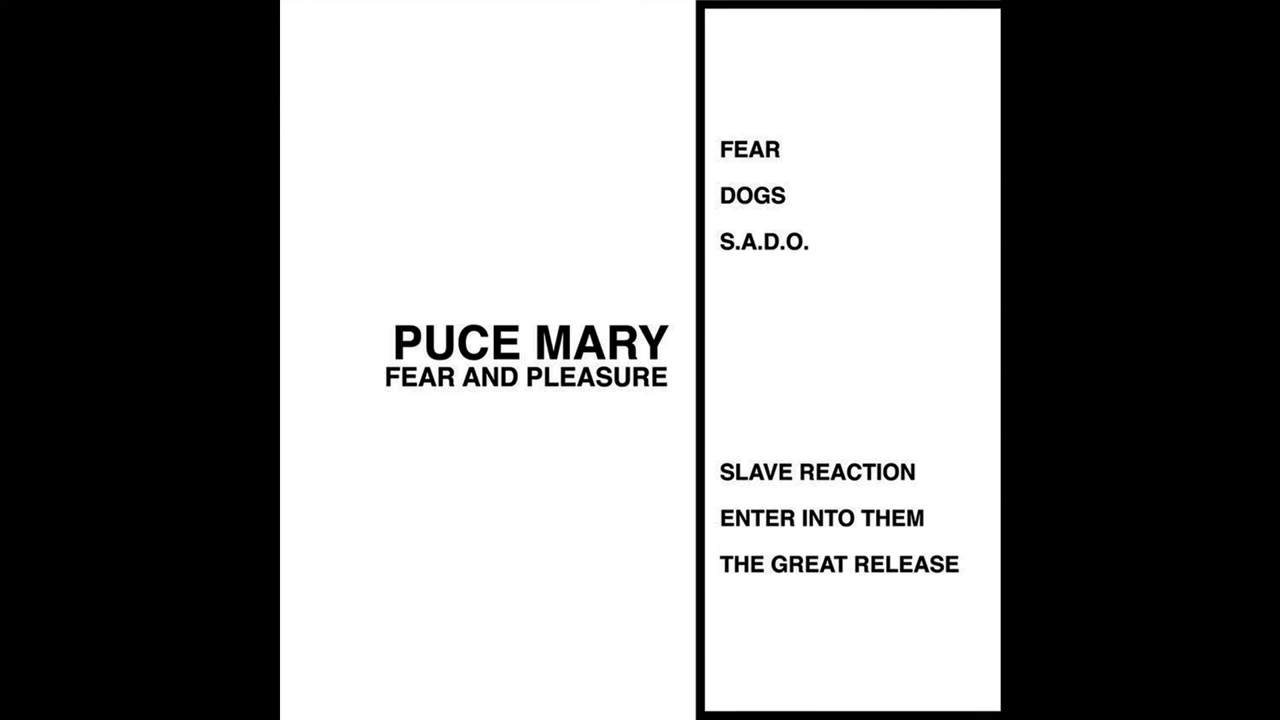 PUCE MARY
FEAR AND PLEASURE
FEAR
DOGS
S.A.D.O.
SLAVE REACTION
ENTER INTO THEM
THE GREAT RELEASE